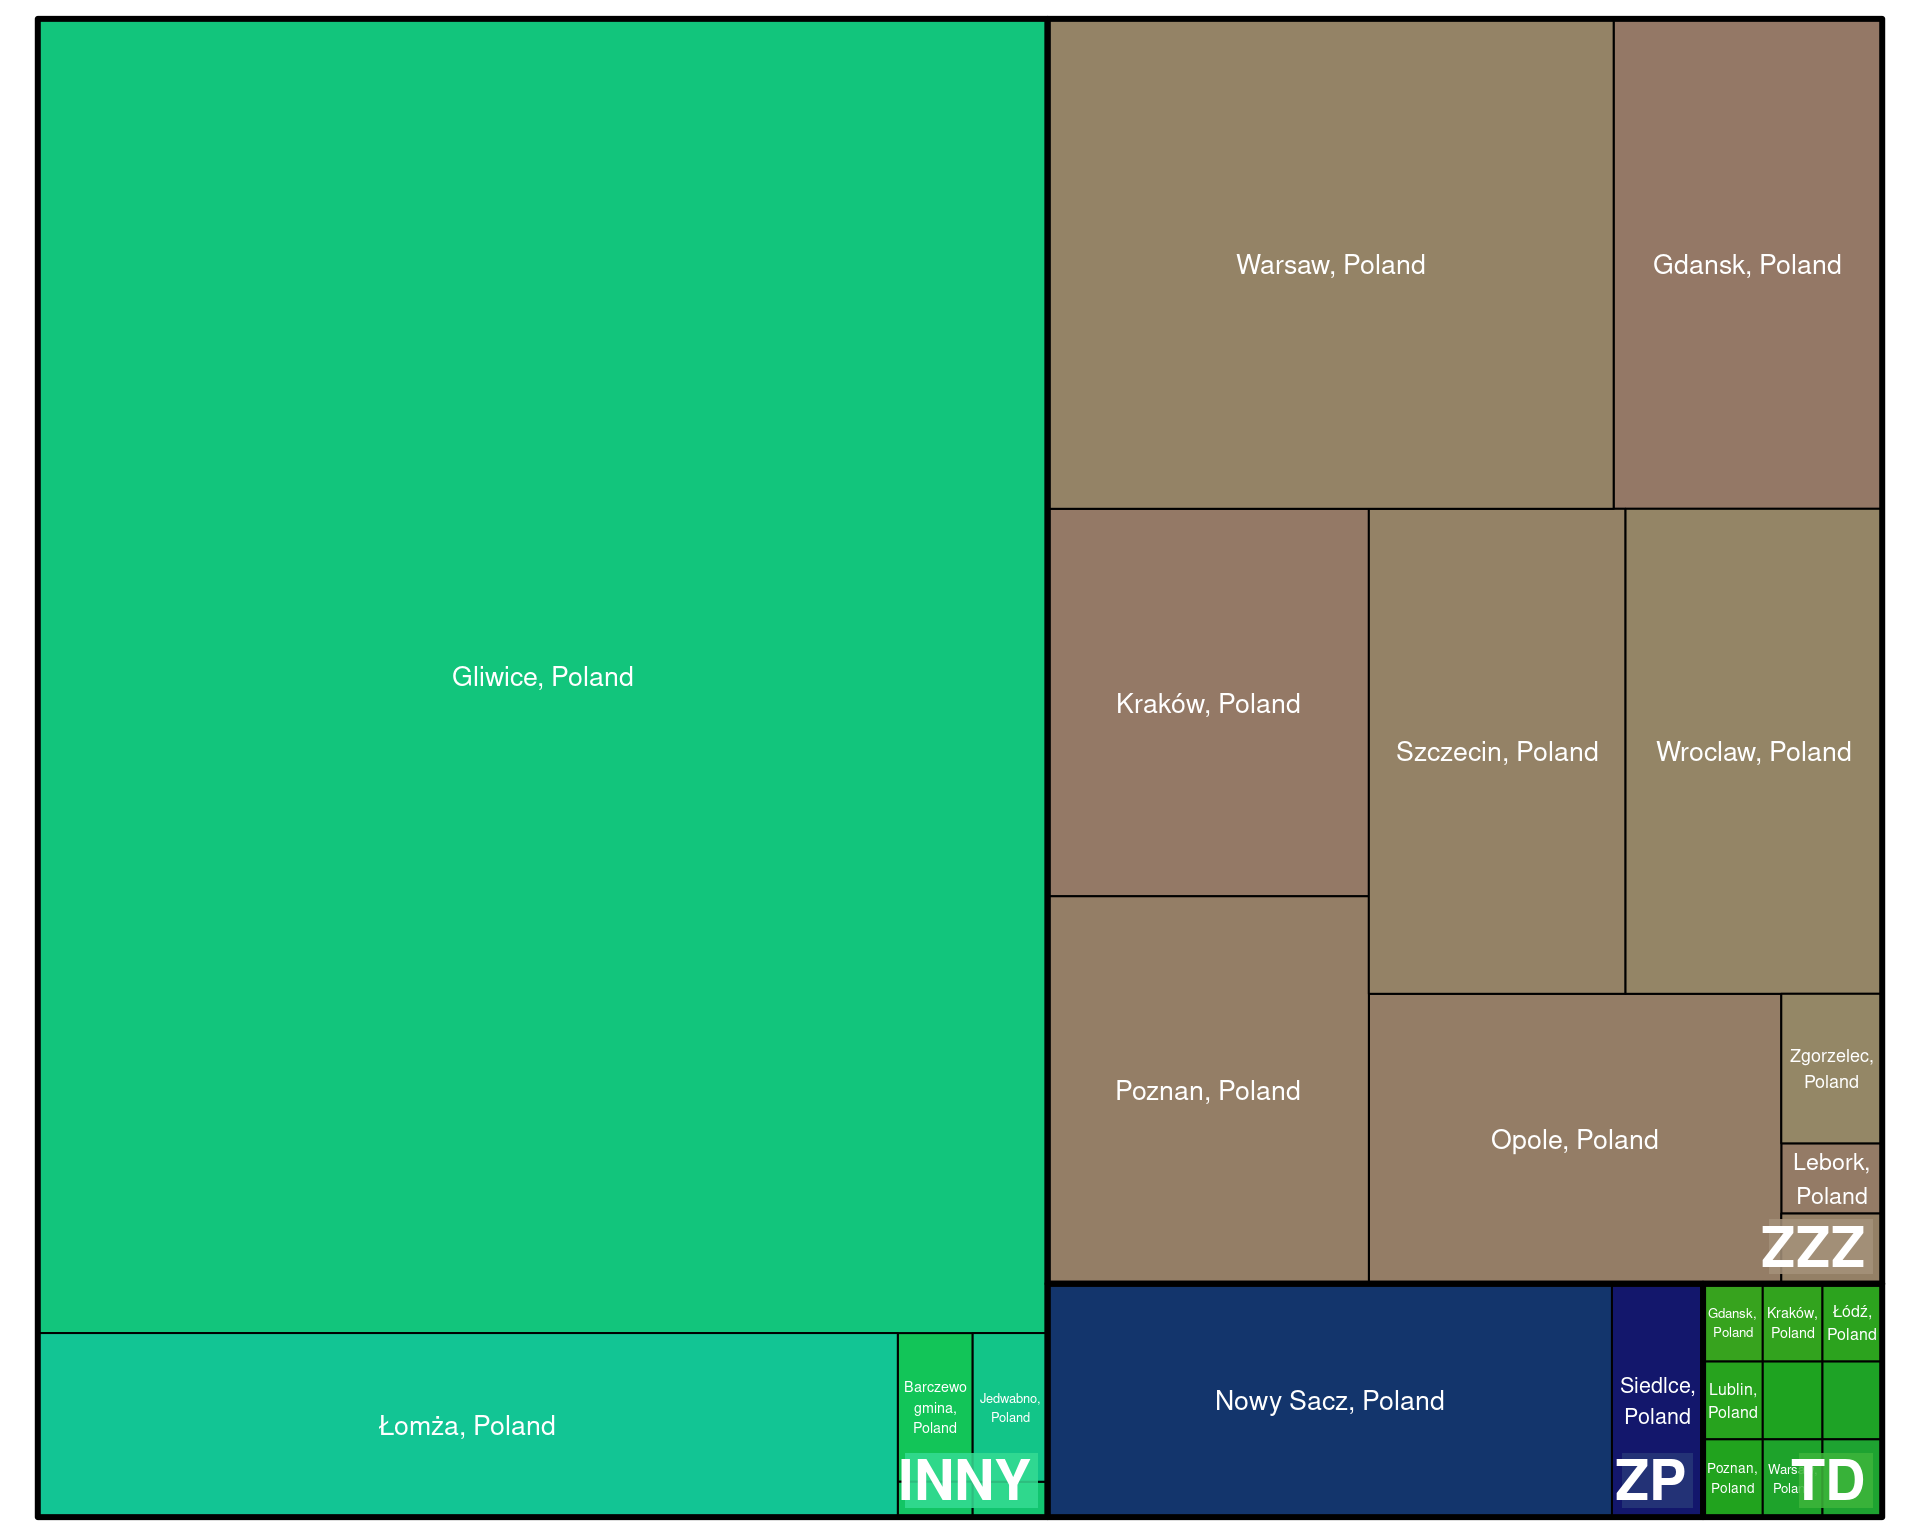 Gliwice, Poland
Łomża, Poland
Barczewo
gmina,
Poland
Jedwabno,
Poland
INNY
Warsaw, Poland
Gdansk, Poland
Kraków, Poland
Szczecin, Poland
Wroclaw, Poland
Poznan, Poland
Opole, Poland
Zgorzelec,
Poland
Lebork,
Poland
ZZZ
Nowy Sacz, Poland
Siedlce,
Poland
ZP
Gdansk,
Poland
Kraków,
Poland
Łódź,
Poland
Lublin,
Poland
Poznan,
Poland
TD